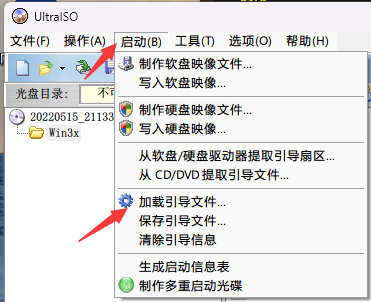 UltraISO
文件(F) 操作(A) 启动(B) 工具(T) 选项(O) 帮助(H)
制作软盘映像文件...
写入软盘映像...
光盘目录: 不可
制作硬盘映像文件...
写入硬盘映像...
20220515_21133
Win3x
从软盘/硬盘驱动器提取引导扇区...
从 CD/DVD 提取引导文件...
加载引导文件...
保存引导文件...
清除引导信息
生成启动信息表
制作多重启动光碟